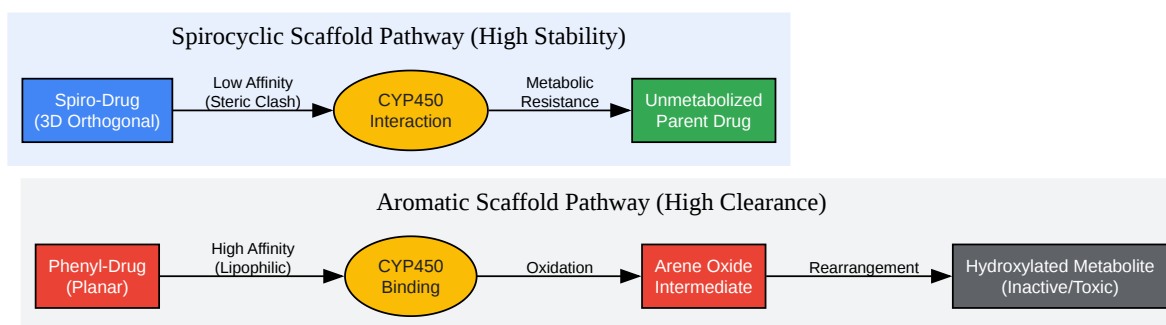 Spirocyclic Scaffold Pathway (High Stability)
Spiro-Drug
(3D Orthogonal)
Low Affinity
(Steric Clash)
CYP450
Interaction
Metabolic
Resistance
Unmetabolized
Parent Drug
Aromatic Scaffold Pathway (High Clearance)
Phenyl-Drug
(Planar)
High Affinity
(Lipophilic)
CYP450
Binding
Oxidation
Arene Oxide
Intermediate
Rearrangement
Hydroxylated Metabolite
(Inactive/Toxic)